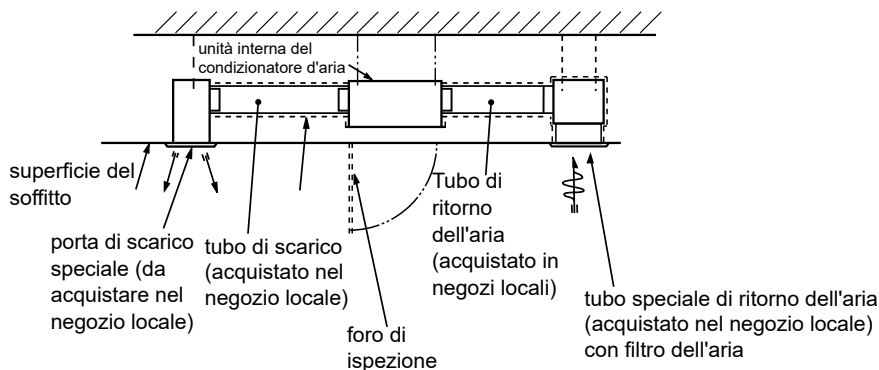 unità interna del
condizionatore d'aria
superficie del
soffitto
porta di scarico
speciale (da
acquistare nel
negozio locale)
tubo di scarico
(acquistato nel
negozio locale)
foro di
ispezione
Tubo di
ritorno
dell'aria
(acquistato in
negozi locali)
tubo speciale di ritorno dell'aria
(acquistato nel negozio locale)
con filtro dell'aria